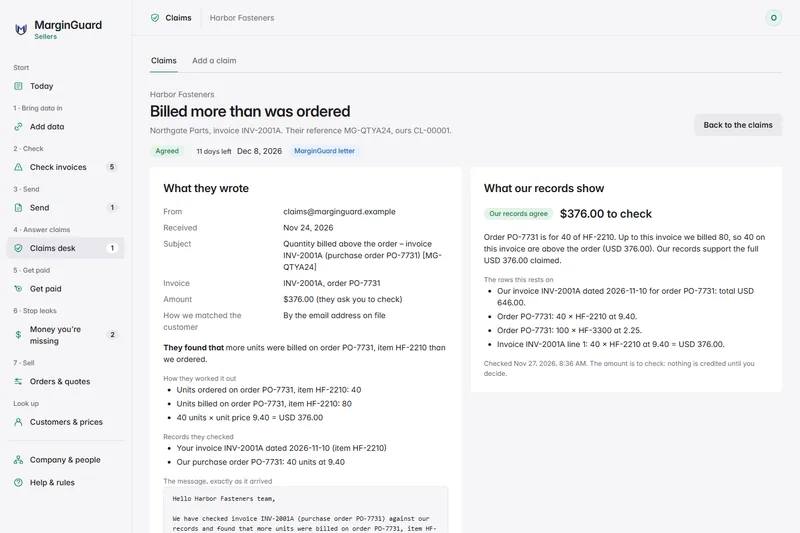 MarginGuard
Sellers
Start
Today
1 · Bring data in
Add data
2 · Check
Check invoices 5
3 · Send
Send 1
4 · Answer claims
Claims desk 1
5 · Get paid
Get paid
6 · Stop leaks
Money you're
missing 2
7 · Sell
Orders & quotes
Look up
Customers & prices
Company & people
Help & rules
Claims Harbor Fasteners O
Claims Add a claim
Harbor Fasteners
Billed more than was ordered
Northgate Parts, invoice INV-2001A. Their reference MG-QTYA24, ours CL-00001.
Back to the claims
Agreed 11 days left Dec 8, 2026 MarginGuard letter
What they wrote
From claims@marginguard.example
Received Nov 24, 2026
Subject Quantity billed above the order – invoice
INV-2001A (purchase order PO-7731) [MG-
QTYA24]
Invoice INV-2001A, order PO-7731
Amount $376.00 (they ask you to check)
How we matched the By the email address on file
customer
They found that more units were billed on order PO-7731, item HF-2210 than
we ordered.
How they worked it out
• Units ordered on order PO-7731, item HF-2210: 40
• Units billed on order PO-7731, item HF-2210: 80
• 40 units × unit price 9.40 = USD 376.00
Records they checked
• Your invoice INV-2001A dated 2026-11-10 (item HF-2210)
• Our purchase order PO-7731: 40 units at 9.40
The message, exactly as it arrived
Hello Harbor Fasteners team,
We have checked invoice INV-2001A (purchase order PO-7731) against our
records and found that more units were billed on order PO-7731, item HF-
What our records show
Our records agree $376.00 to check
Order PO-7731 is for 40 of HF-2210. Up to this invoice we billed 80, so 40 on
this invoice are above the order (USD 376.00). Our records support the full
USD 376.00 claimed.
The rows this rests on
• Our invoice INV-2001A dated 2026-11-10 for order PO-7731: total USD
646.00.
• Order PO-7731: 40 × HF-2210 at 9.40.
• Order PO-7731: 100 × HF-3300 at 2.25.
• Invoice INV-2001A line 1: 40 × HF-2210 at 9.40 = USD 376.00.
Checked Nov 27, 2026, 8:36 AM. The amount is to check: nothing is credited until you
decide.